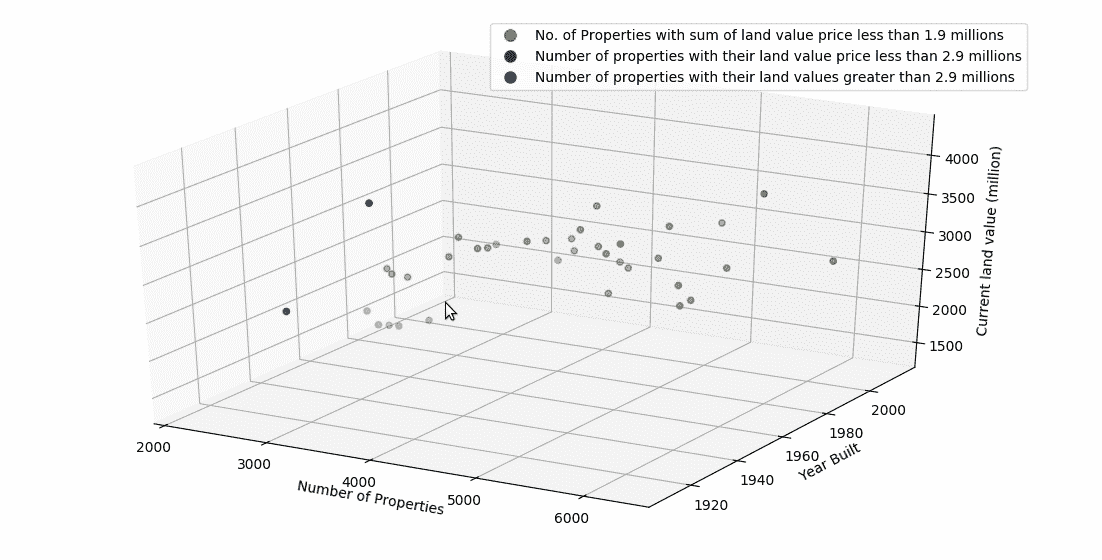 No. of Properties with sum of land value price less than 1.9 millions
Number of properties with their land value price less than 2.9 millions
Number of properties with their land values greater than 2.9 millions
4000
3500
3000
2500
2000
1500
Current land value (million)
2000
1980
1960
1940
1920
Year Built
2000
3000
4000
5000
6000
Number of Properties